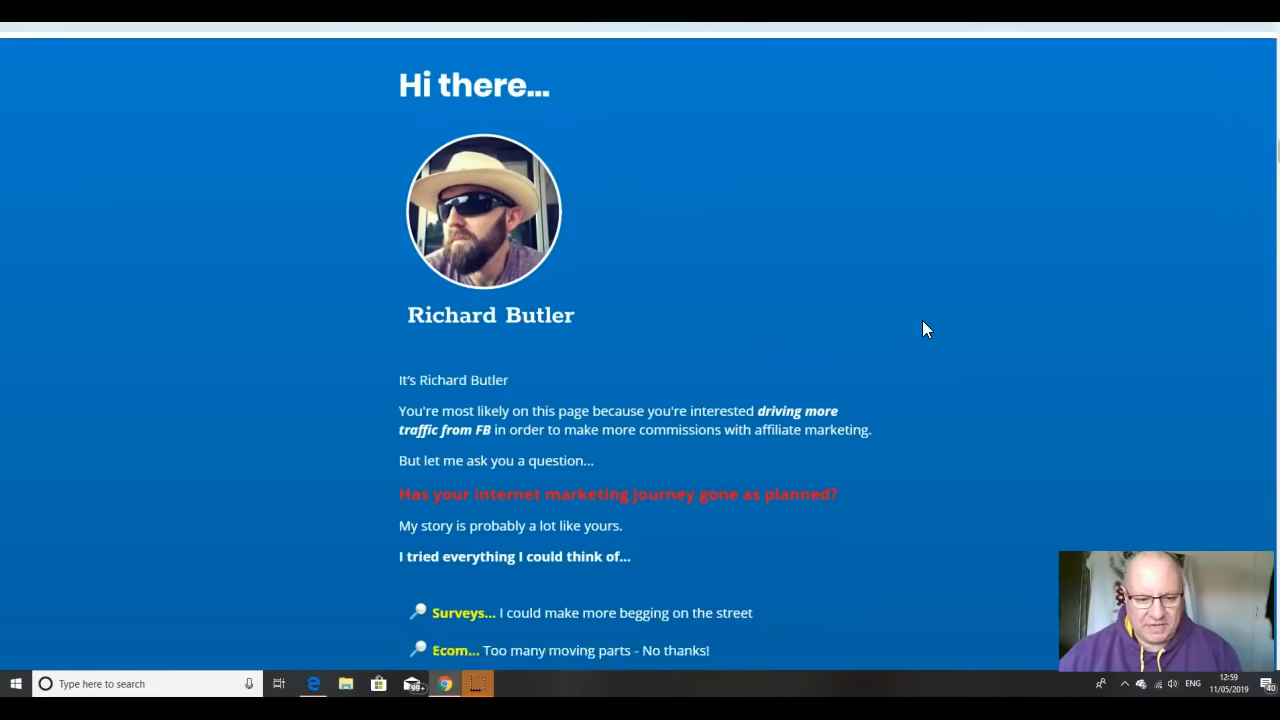 Hi there...
Richard Butler
It's Richard Butler
You're most likely on this page because you're interested driving more
traffic from FB in order to make more commissions with affiliate marketing.
But let me ask you a question...
Has your internet marketing journey gone as planned?
My story is probably a lot like yours.
I tried everything I could think of...
Surveys... I could make more begging on the street
Ecom... Too many moving parts - No thanks!
Type here to search
99+
ENG
12:59
11/05/2019
40